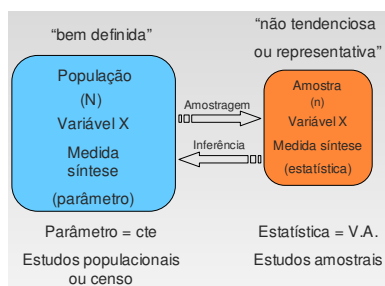 “bem definida”
População
(N)
Variável X
Medida
síntese
(parâmetro)
Parâmetro = cte
Estudos populacionais
ou censo
Amostragem
Inferência
“não tendenciosa
ou representativa”
Amostra
(n)
Variável X
Medida síntese
(estatística)
Estatística = V.A.
Estudos amostrais